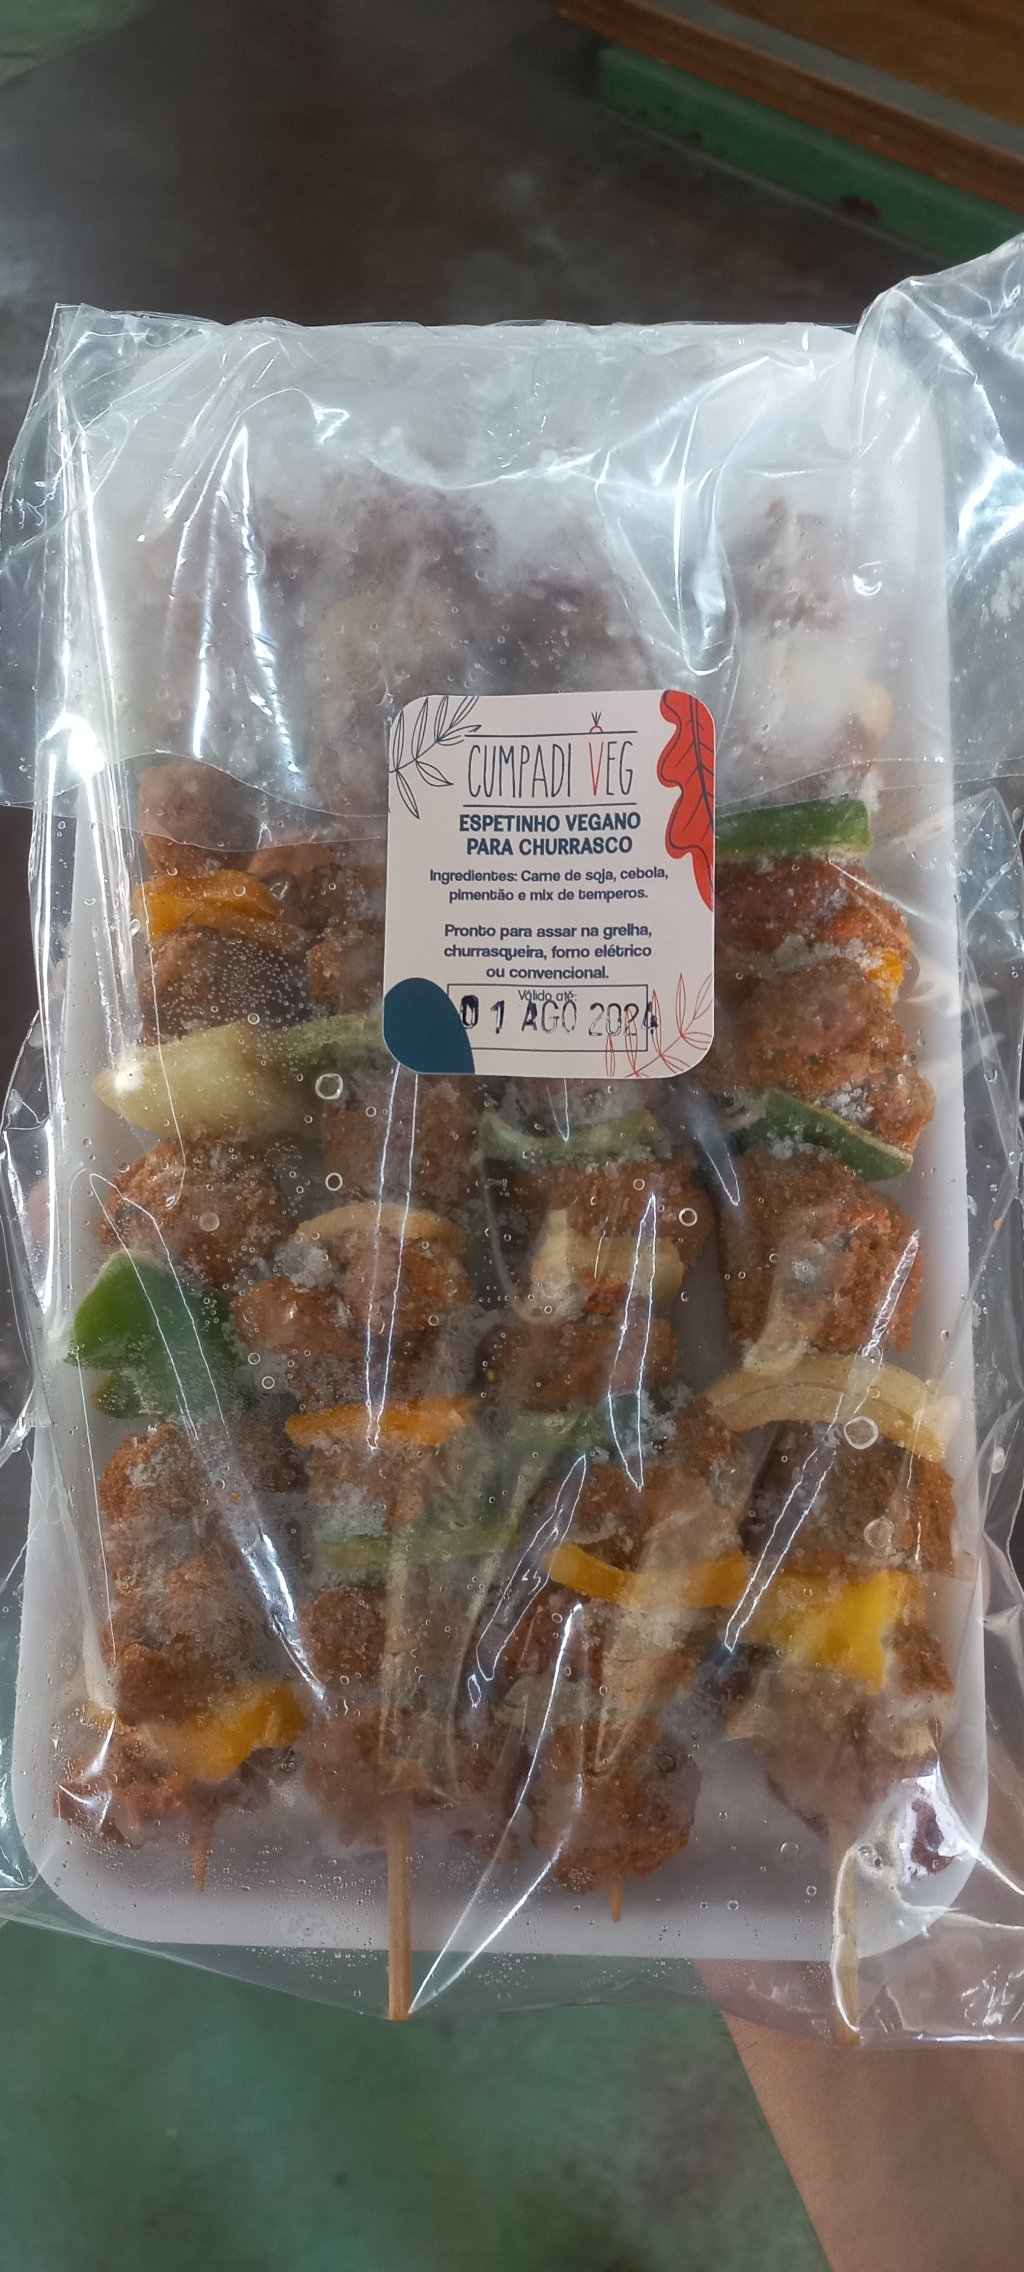 CUMPADI VEG
ESPETINHO VEGANO
PARA CHURRASCO
Ingredientes: Carne de soja, cebola,
pimentão e mix de temperos.
Pronto para assar na grelha,
churrasqueira, forno elétrico
ou convencional.
Válido até:
01 AGO 2024